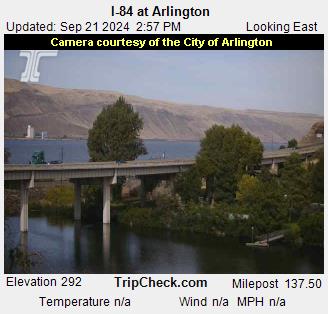 I-84 at Arlington
Updated: Sep 21 2024 2:57 PM Looking East
Camera courtesy of the City of Arlington
Elevation 292 TripCheck.com Milepost 137.50
Temperature n/a Wind n/a MPH n/a